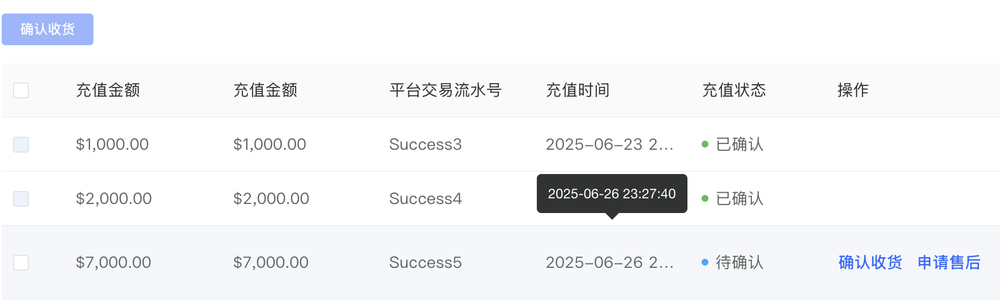 确认收货
充值金额 充值金额 平台交易流水号 充值时间 充值状态 操作
$1,000.00 $1,000.00 Success3 2025-06-23 2... 已确认
$2,000.00 $2,000.00 Success4 2025-06-26 23:27:40 已确认
$7,000.00 $7,000.00 Success5 2025-06-26 2... 待确认 确认收货 申请售后